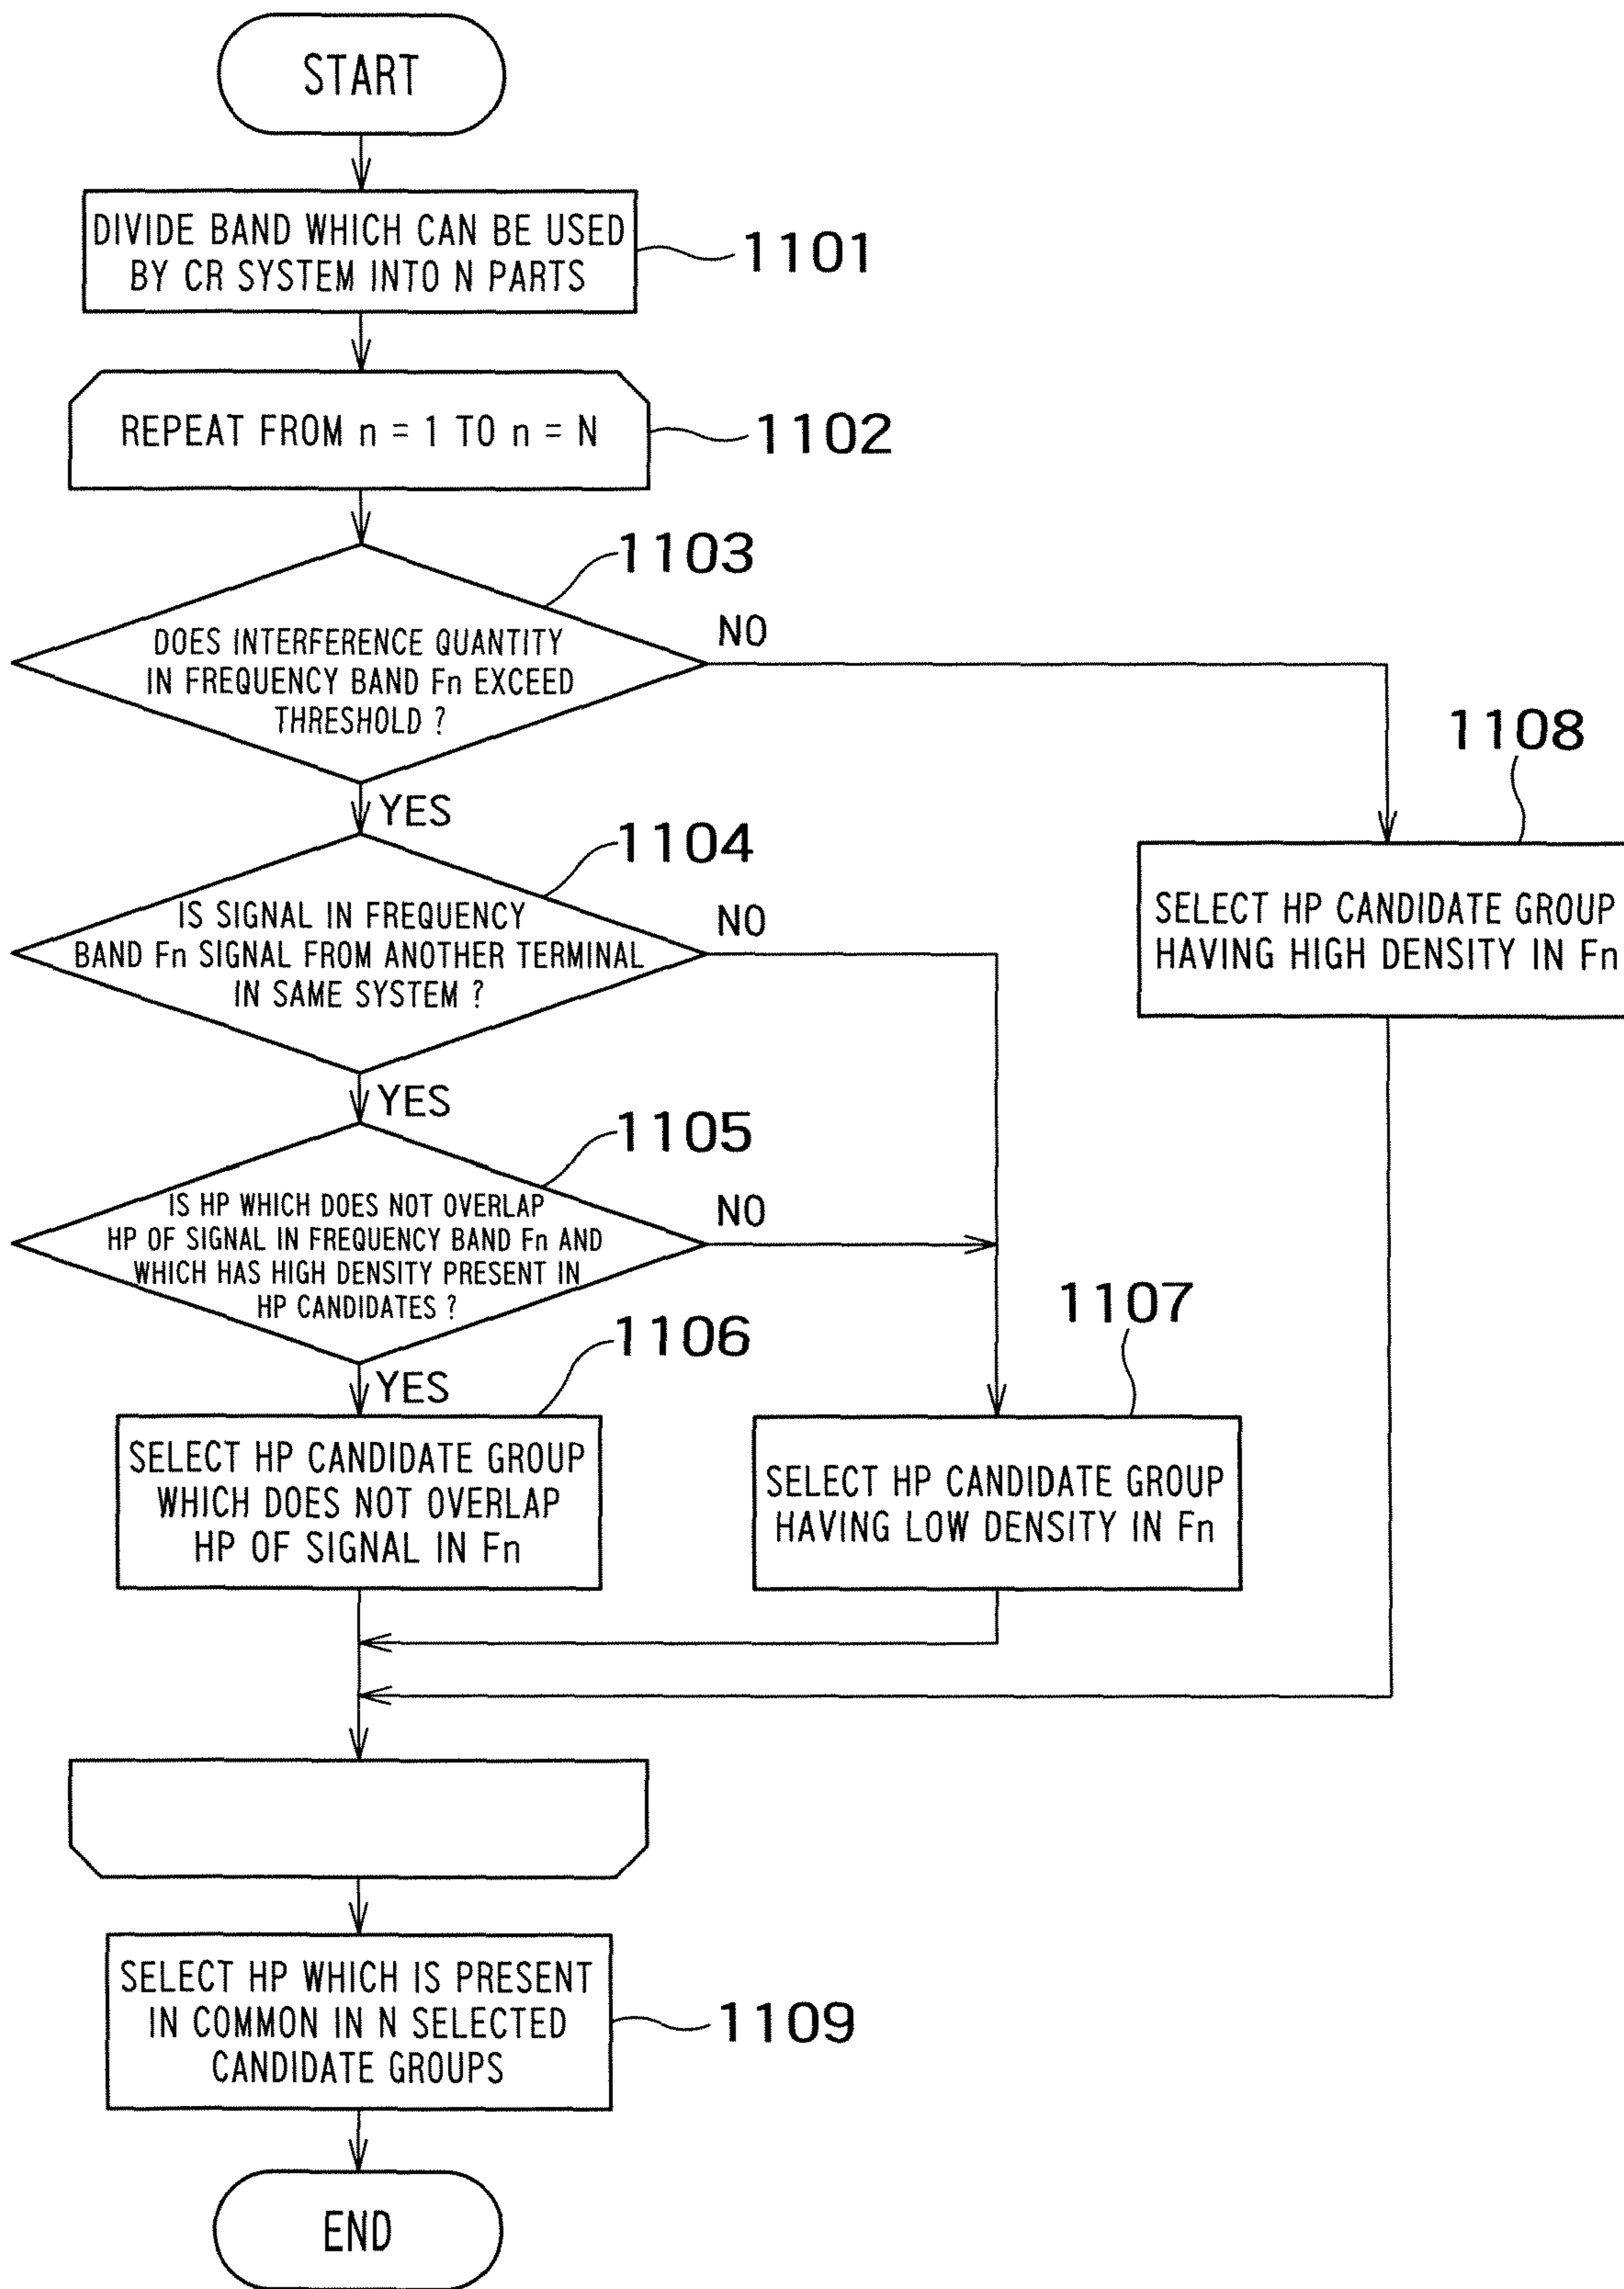 START
DIVIDE BAND WHICH CAN BE USED
BY CR SYSTEM INTO N PARTS
1101
REPEAT FROM n = 1 TO n = N
1102
1103
DOES INTERFERENCE QUANTITY
IN FREQUENCY BAND Fn EXCEED
THRESHOLD ?
NO
YES
1108
SELECT HP CANDIDATE GROUP
HAVING HIGH DENSITY IN Fn
1104
IS SIGNAL IN FREQUENCY
BAND Fn SIGNAL FROM ANOTHER TERMINAL
IN SAME SYSTEM ?
NO
YES
1105
IS HP WHICH DOES NOT OVERLAP
HP OF SIGNAL IN FREQUENCY BAND Fn AND
WHICH HAS HIGH DENSITY PRESENT IN
HP CANDIDATES ?
NO
YES
1106
SELECT HP CANDIDATE GROUP
WHICH DOES NOT OVERLAP
HP OF SIGNAL IN Fn
1107
SELECT HP CANDIDATE GROUP
HAVING LOW DENSITY IN Fn
SELECT HP WHICH IS PRESENT
IN COMMON IN N SELECTED
CANDIDATE GROUPS
1109
END